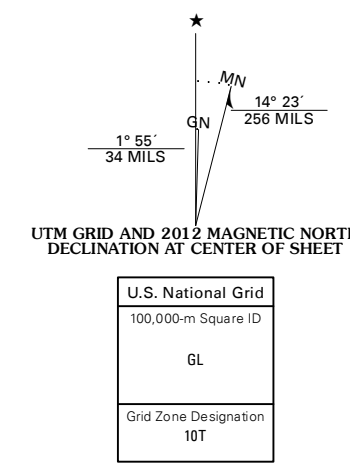 ★
MN
GN
14° 23´
256 MILS
1° 55´
34 MILS
UTM GRID AND 2012 MAGNETIC NORTH
DECLINATION AT CENTER OF SHEET
U.S. National Grid
100,000-m Square ID
GL
Grid Zone Designation
10T